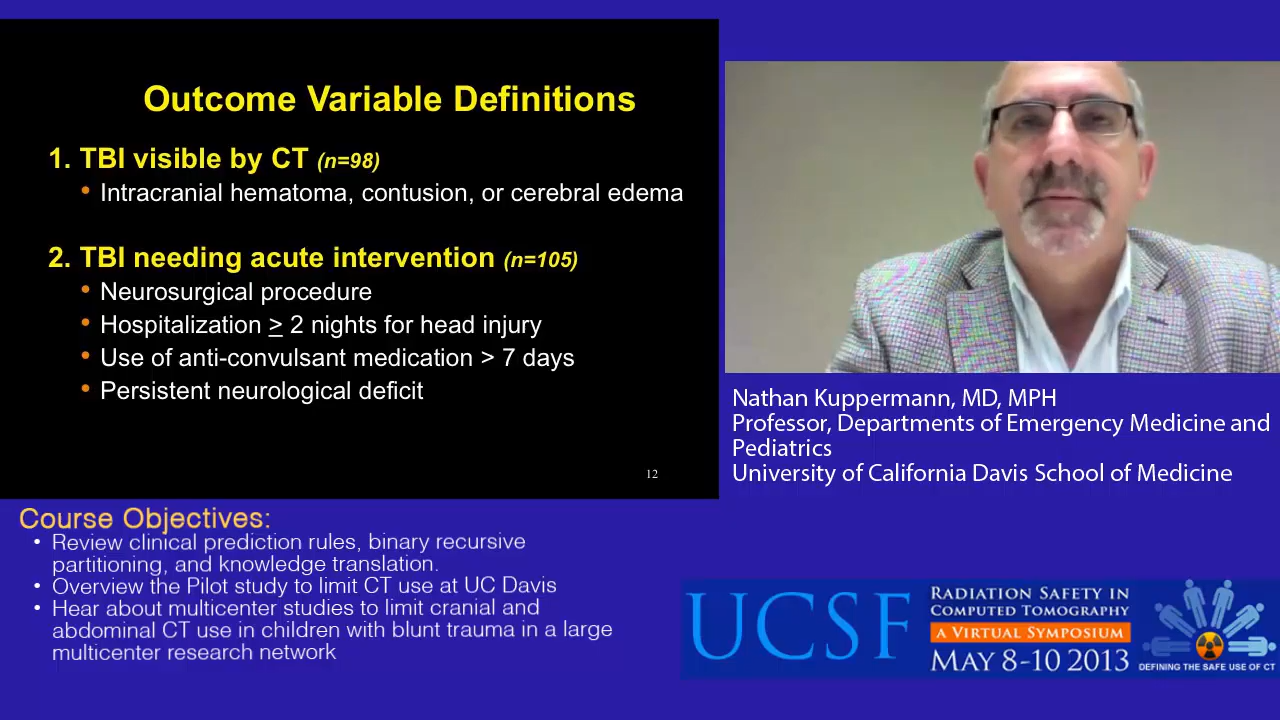 Outcome Variable Definitions
1. TBI visible by CT (n=98)
• Intracranial hematoma, contusion, or cerebral edema
2. TBI needing acute intervention (n=105)
• Neurosurgical procedure
• Hospitalization ≥ 2 nights for head injury
• Use of anti-convulsant medication > 7 days
• Persistent neurological deficit
12
Nathan Kuppermann, MD, MPH
Professor, Departments of Emergency Medicine and
Pediatrics
University of California Davis School of Medicine
Course Objectives:
• Review clinical prediction rules, binary recursive
partitioning, and knowledge translation.
• Overview the Pilot study to limit CT use at UC Davis
• Hear about multicenter studies to limit cranial and
abdominal CT use in children with blunt trauma in a large
multicenter research network
UCSF
RADIATION SAFETY IN
COMPUTED TOMOGRAPHY
A VIRTUAL SYMPOSIUM
MAY 8-10 2013
DEFINING THE SAFE USE OF CT